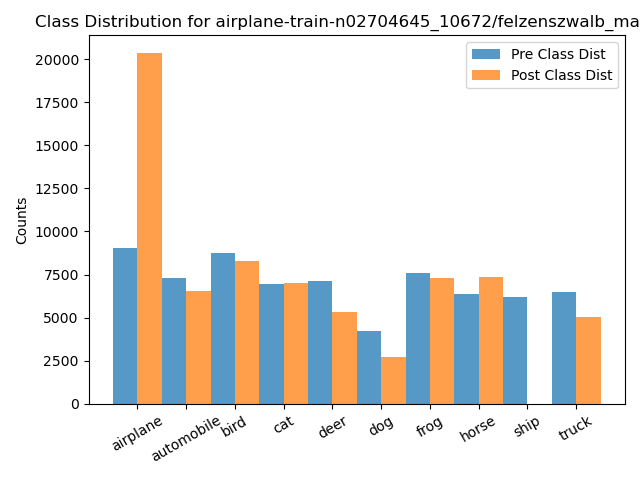 Class Distribution for airplane-train-n02704645_10672/felzenszwalb_ma
Pre Class Dist
Post Class Dist
Counts
20000
17500
15000
12500
10000
7500
5000
2500
0
airplane
automobile
bird
cat
deer
dog
frog
horse
ship
truck